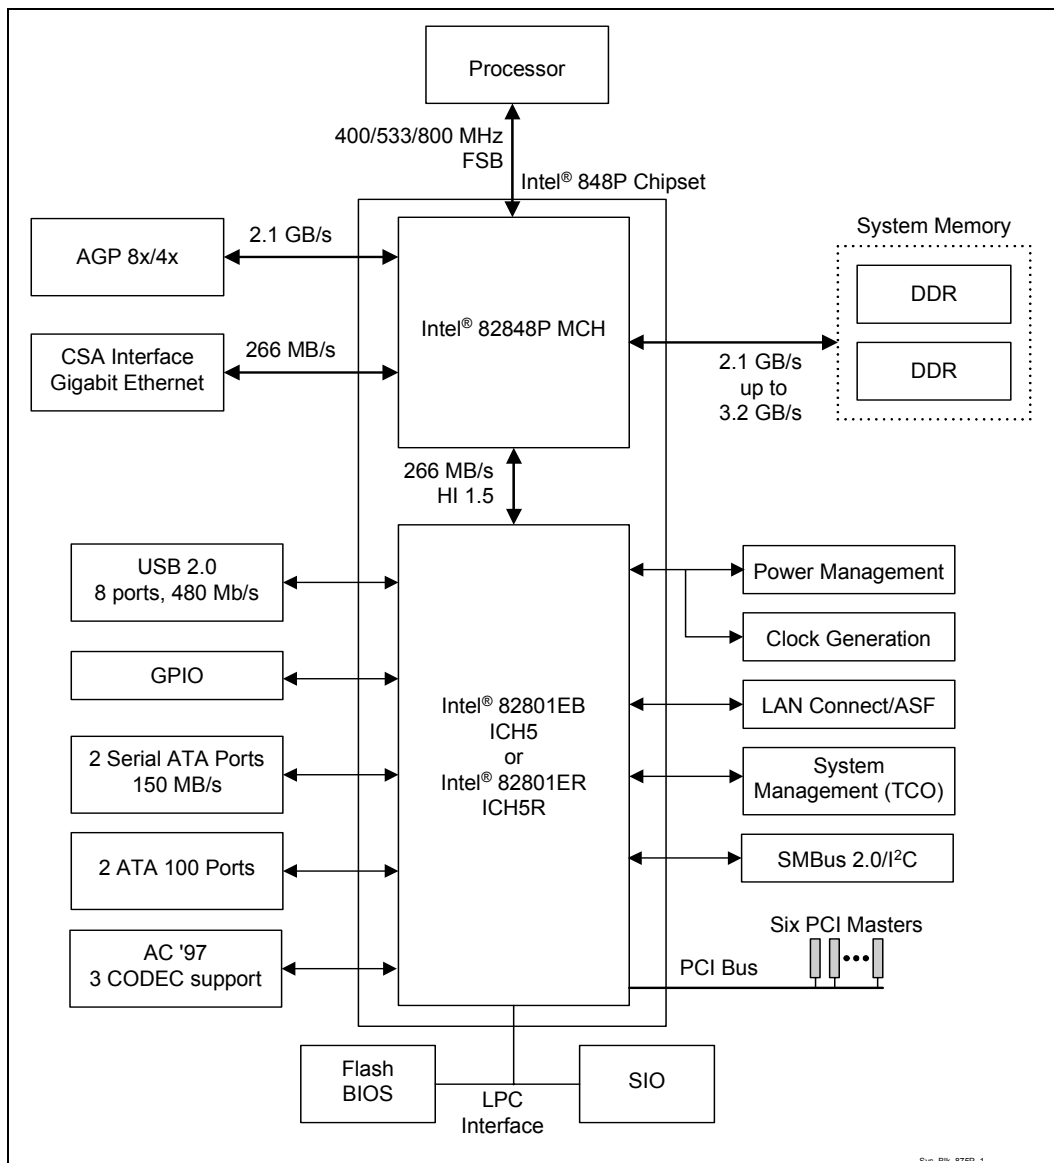 Processor
400/533/800 MHz
FSB
Intel® 848P Chipset
AGP 8x/4x
2.1 GB/s
CSA Interface
Gigabit Ethernet
266 MB/s
Intel® 82848P MCH
System Memory
DDR
DDR
2.1 GB/s
up to
3.2 GB/s
266 MB/s
HI 1.5
USB 2.0
8 ports, 480 Mb/s
GPIO
2 Serial ATA Ports
150 MB/s
2 ATA 100 Ports
AC '97
3 CODEC support
Intel® 82801EB
ICH5
or
Intel® 82801ER
ICH5R
Power Management
Clock Generation
LAN Connect/ASF
System
Management (TCO)
SMBus 2.0/I²C
Six PCI Masters
PCI Bus
Flash
BIOS
LPC
Interface
SIO